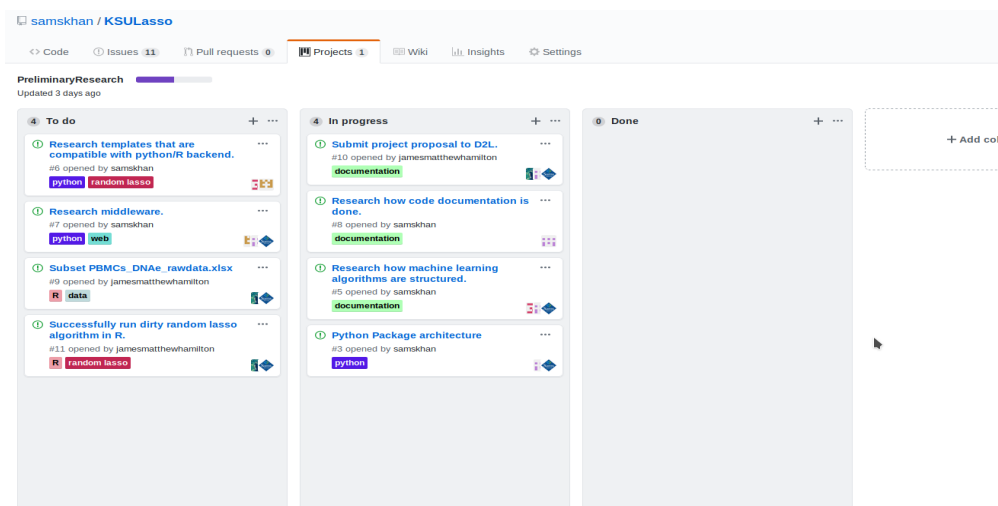 samskhan / KSULasso
Code Issues 11 Pull requests 0 Projects 1 Wiki Insights Settings
PreliminaryResearch
Updated 3 days ago
4 To do
Research templates that are
compatible with python/R backend.
#6 opened by samskhan
python random lasso
Research middleware.
#7 opened by samskhan
python web
Subset PBMCs_DNAe_rawdata.xlsx
#9 opened by jamesmatthewhamilton
R data
Successfully run dirty random lasso
algorithm in R.
#11 opened by jamesmatthewhamilton
R random lasso
4 In progress
Submit project proposal to D2L.
#10 opened by jamesmatthewhamilton
documentation
Research how code documentation is
done.
#8 opened by samskhan
documentation
Research how machine learning
algorithms are structured.
#5 opened by samskhan
documentation
Python Package architecture
#3 opened by samskhan
python
0 Done
+ Add col